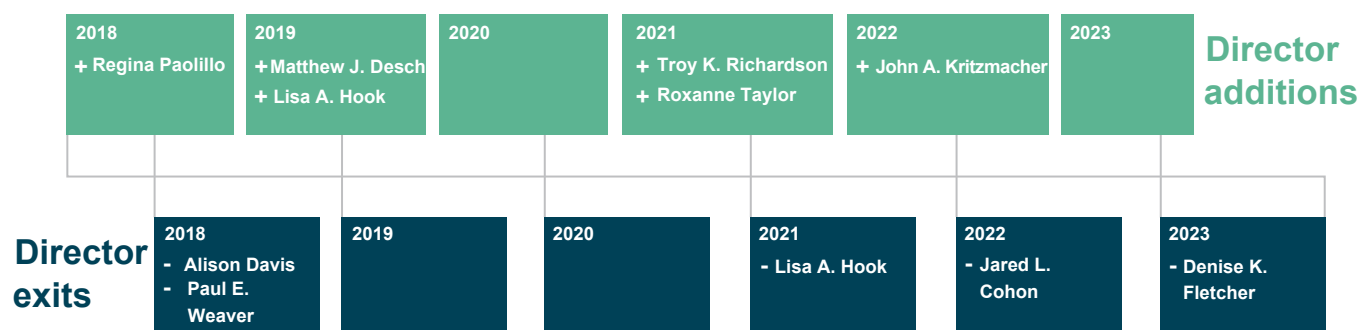 2018
+ Regina Paolillo
2019
+Matthew J. Desch
+ Lisa A. Hook
2020
2021
+ Troy K. Richardson
+ Roxanne Taylor
2022
+ John A. Kritzmacher
2023
Director
additions
Director
exits
2018
- Alison Davis
- Paul E.
Weaver
2019
2020
2021
- Lisa A. Hook
2022
- Jared L.
Cohon
2023
- Denise K.
Fletcher